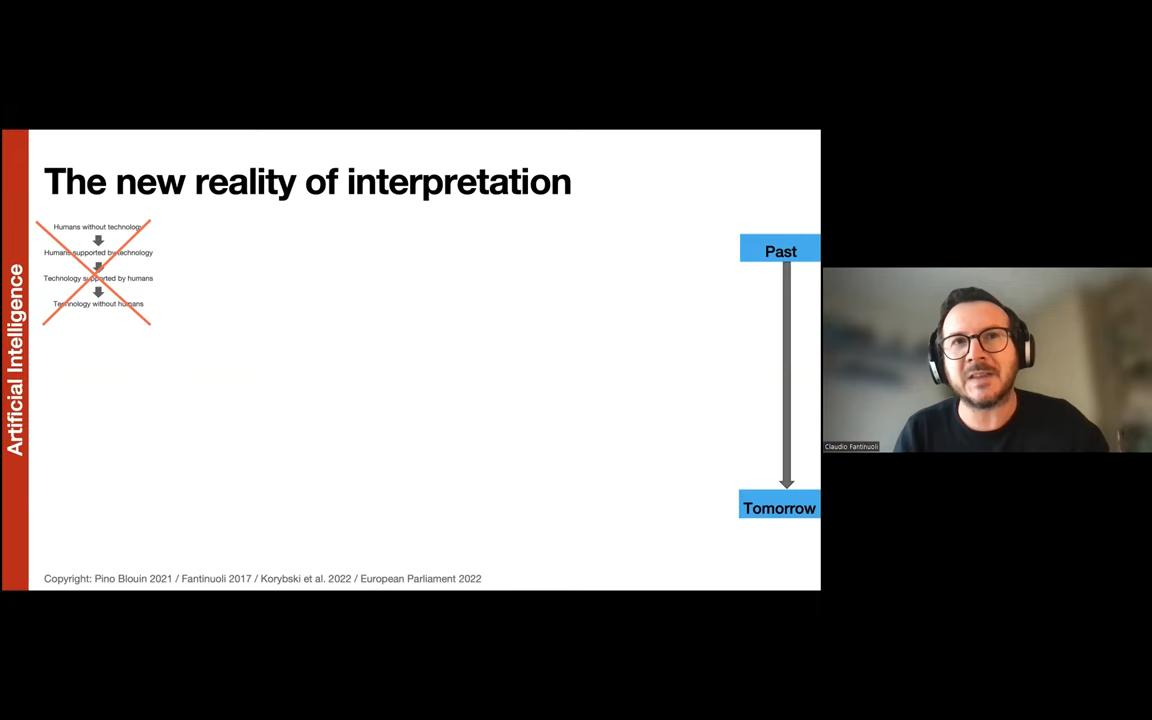 The new reality of interpretation
Humans without technology
Humans supported by technology
Technology supported by humans
Technology without humans
Past
Artificial Intelligence
Claudio Fantinuoli
Tomorrow
Copyright: Pino Blouin 2021 / Fantinuoli 2017 / Korybski et al. 2022 / European Parliament 2022